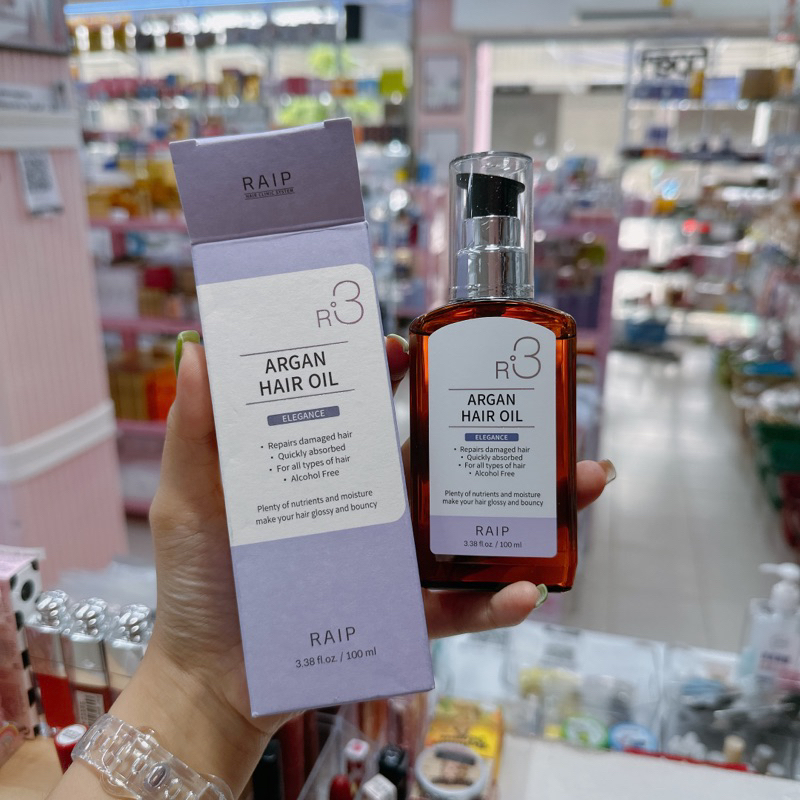 RAIP
HAIR CLINIC SYSTEM
R3
ARGAN
HAIR OIL
ELEGANCE
• Repairs damaged hair
• Quickly absorbed
• For all types of hair
• Alcohol Free
Plenty of nutrients and moisture
make your hair glossy and bouncy
RAIP
3.38 fl.oz. / 100 ml
R3
ARGAN
HAIR OIL
ELEGANCE
• Repairs damaged hair
• Quickly absorbed
• For all types of hair
• Alcohol Free
Plenty of nutrients and moisture
make your hair glossy and bouncy
RAIP
3.38 fl.oz. / 100 ml